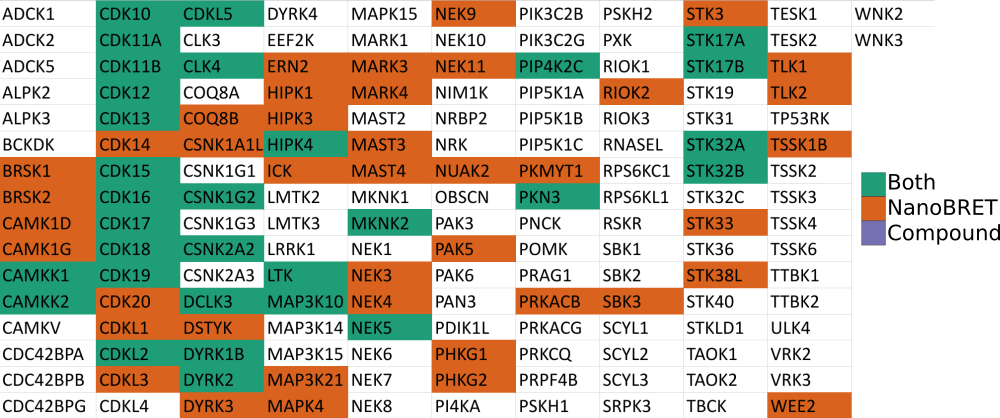 ADCK1 CDK10 CDKL5 DYRK4 MAPK15 NEK9 PIK3C2B PSKH2 STK3 TESK1 WNK2
ADCK2 CDK11A CLK3 EEF2K MARK1 NEK10 PIK3C2G PXK STK17A TESK2 WNK3
ADCK5 CDK11B CLK4 ERN2 MARK3 NEK11 PIP4K2C RIOK1 STK17B TLK1
ALPK2 CDK12 COQ8A HIPK1 MARK4 NIM1K PIP5K1A RIOK2 STK19 TLK2
ALPK3 CDK13 COQ8B HIPK3 MAST2 NRBP2 PIP5K1B RIOK3 STK31 TP53RK
BCKDK CDK14 CSNK1A1L HIPK4 MAST3 NRK PIP5K1C RNASEL STK32A TSSK1B
BRSK1 CDK15 CSNK1G1 ICK MAST4 NUAK2 PKMYT1 RPS6KC1 STK32B TSSK2
BRSK2 CDK16 CSNK1G2 LMTK2 MKNK1 OBSCN PKN3 RPS6KL1 STK32C TSSK3
CAMK1D CDK17 CSNK1G3 LMTK3 MKNK2 PAK3 PNCK RSKR STK33 TSSK4
CAMK1G CDK18 CSNK2A2 LRRK1 NEK1 PAK5 POMK SBK1 STK36 TSSK6
CAMKK1 CDK19 CSNK2A3 LTK NEK3 PAK6 PRAG1 SBK2 STK38L TTBK1
CAMKK2 CDK20 DCLK3 MAP3K10 NEK4 PAN3 PRKACB SBK3 STK40 TTBK2
CAMKV CDKL1 DSTYK MAP3K14 NEK5 PDIK1L PRKACG SCYL1 STKLD1 ULK4
CDC42BPA CDKL2 DYRK1B MAP3K15 NEK6 PHKG1 PRKCQ SCYL2 TAOK1 VRK2
CDC42BPB CDKL3 DYRK2 MAP3K21 NEK7 PHKG2 PRPF4B SCYL3 TAOK2 VRK3
CDC42BPG CDKL4 DYRK3 MAPK4 NEK8 PI4KA PSKH1 SRPK3 TBCK WEE2
Both
NanoBRET
Compound